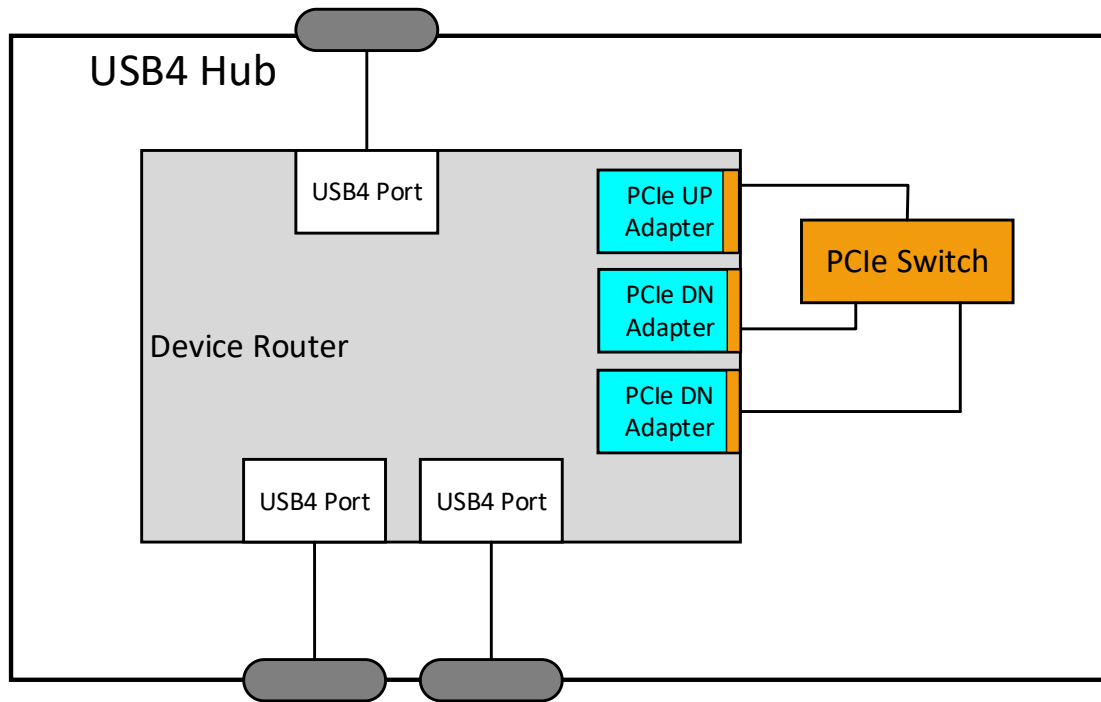 USB4 Hub
USB4 Port
PCIe UP
Adapter
PCIe Switch
PCIe DN
Adapter
Device Router
PCIe DN
Adapter
USB4 Port
USB4 Port